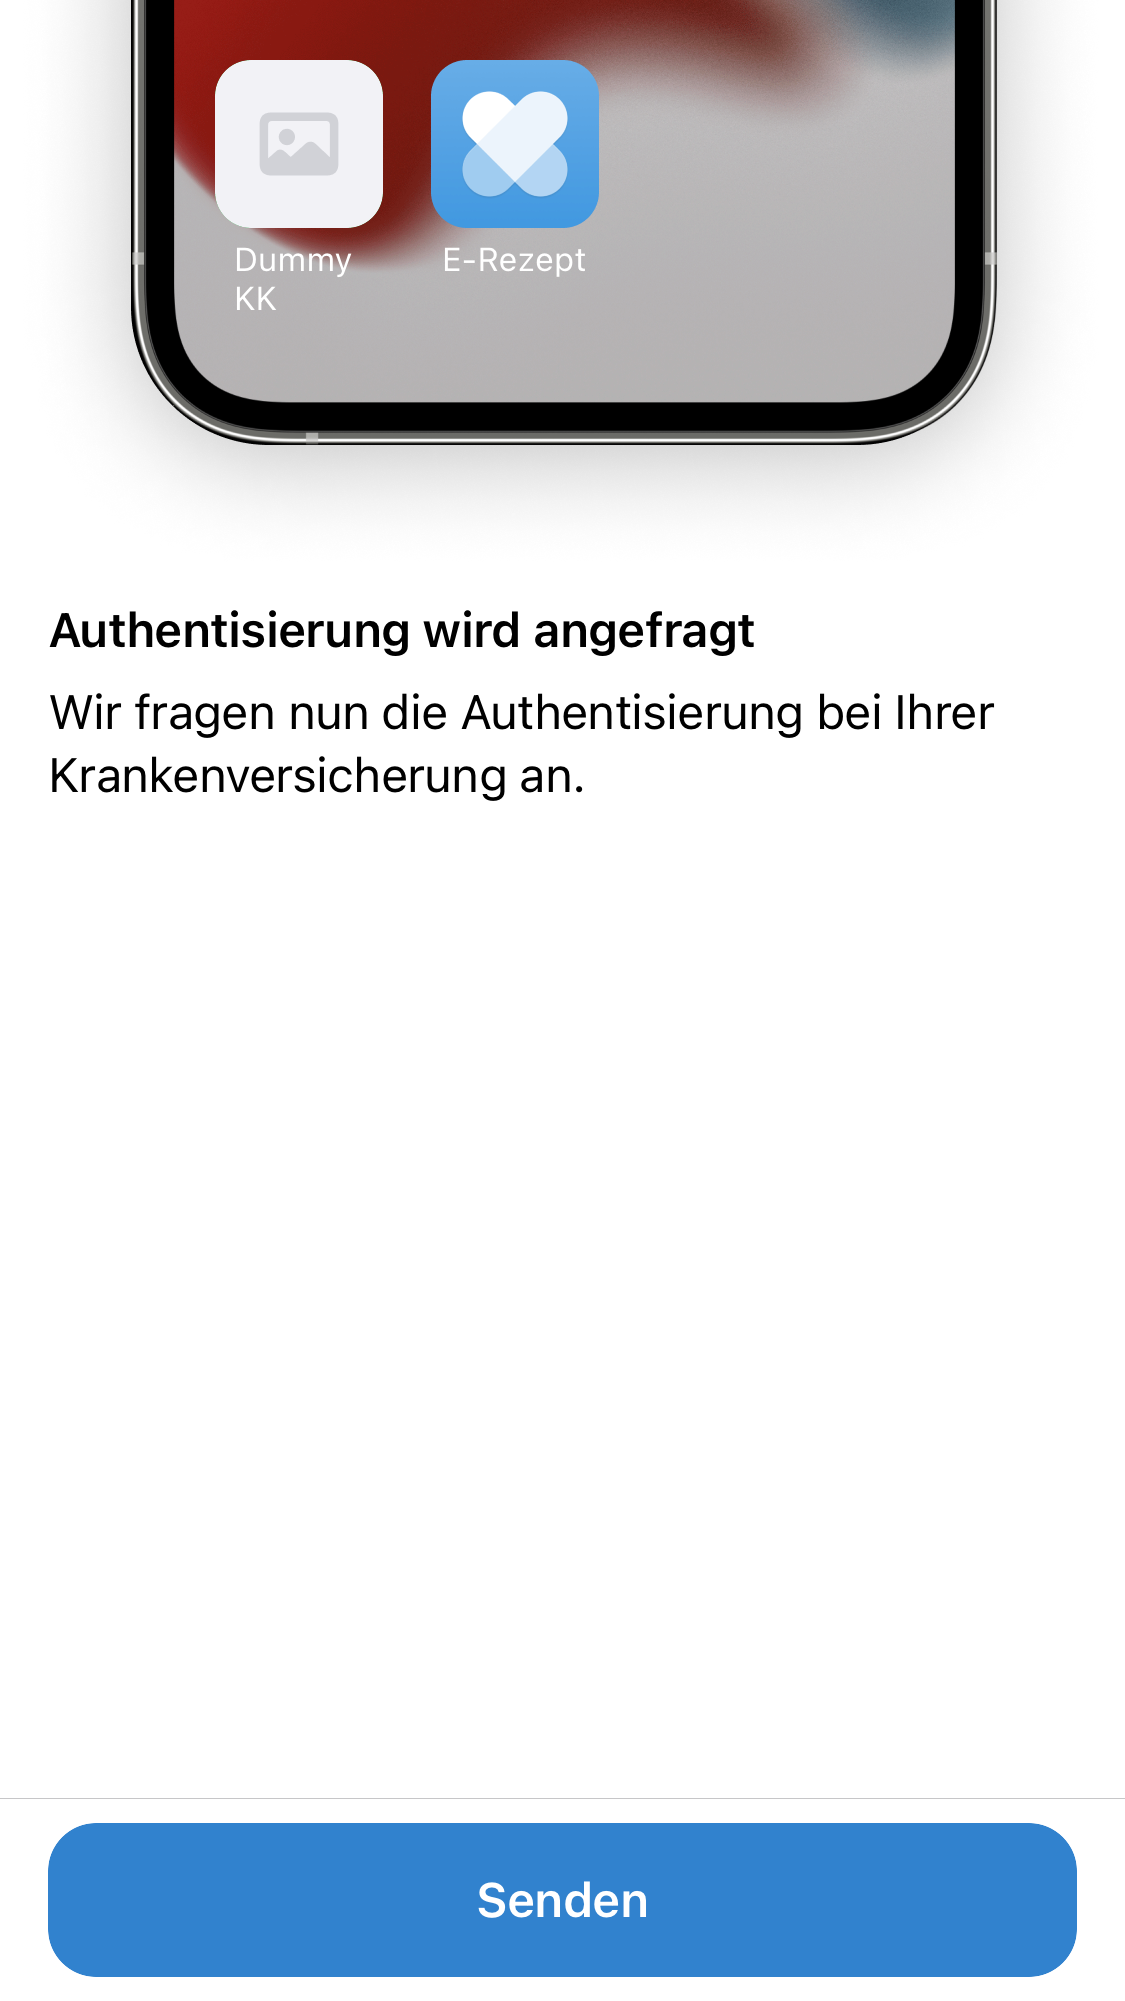 Dummy
KK
E-Rezept
Authentisierung wird angefragt
Wir fragen nun die Authentisierung bei Ihrer
Krankenversicherung an.
Senden